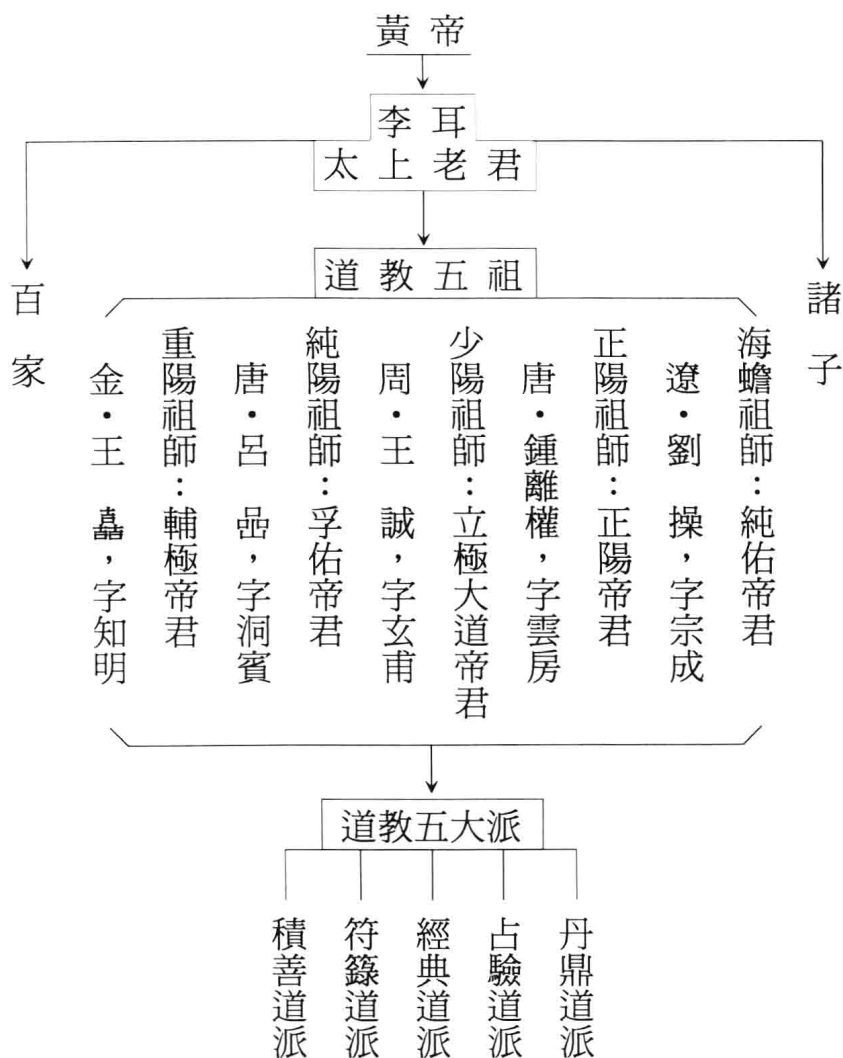 黃帝
李耳
太上老君
道教五祖
諸子
百家
海蟾祖師：純佑帝君
遼・劉操，字宗成
正陽祖師：正陽帝君
唐・鍾離權，字雲房
少陽祖師：立極大道帝君
周・王誠，字玄甫
純陽祖師：孚佑帝君
唐・呂嵒，字洞賓
重陽祖師：輔極帝君
金・王嚞，字知明
道教五大派
丹鼎道派
占驗道派
經典道派
符籙道派
積善道派